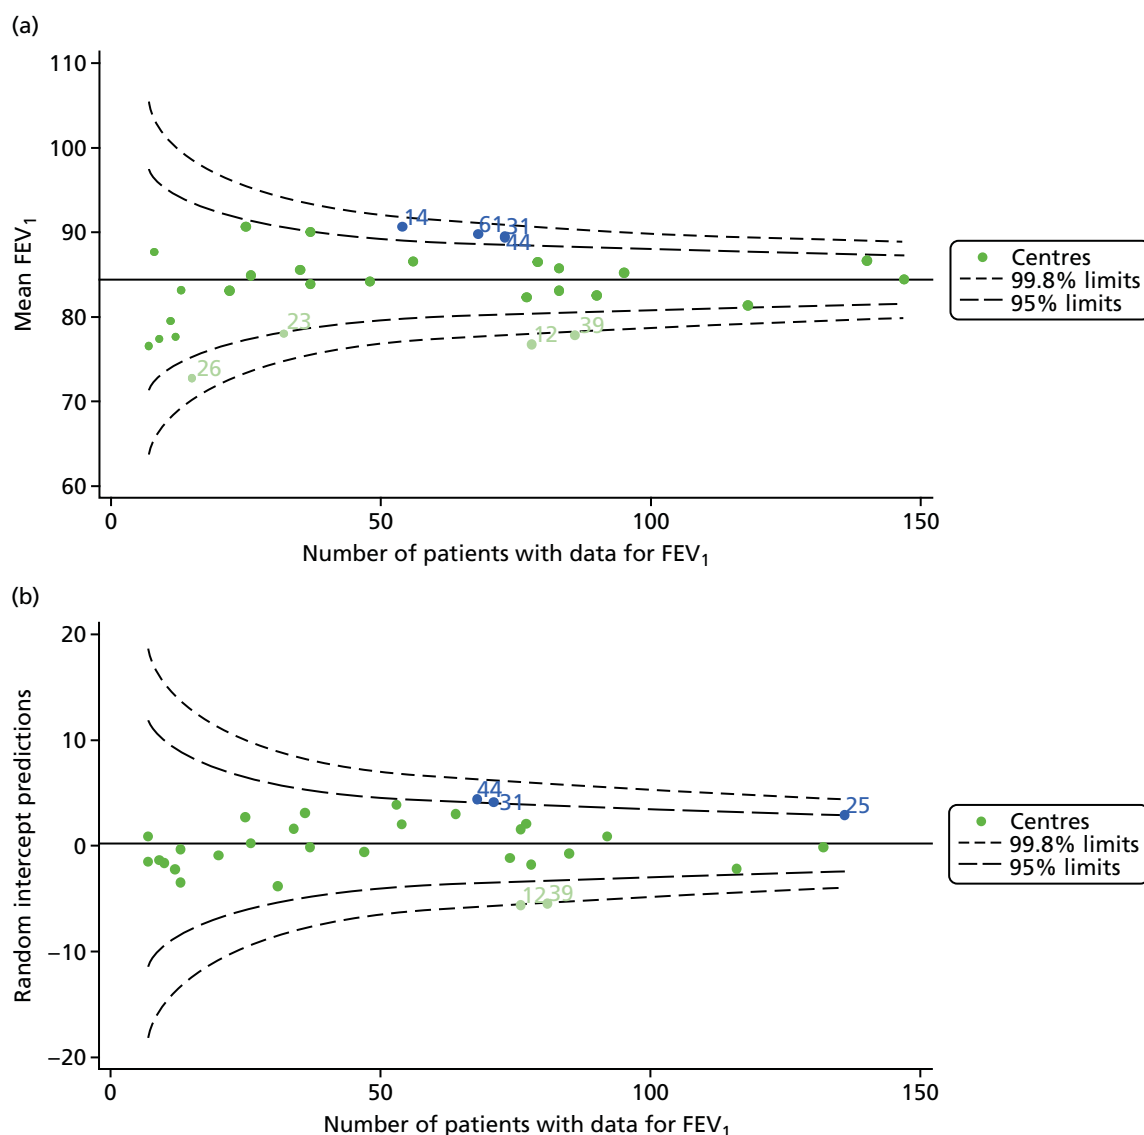 (a)
110
100
90
80
70
60
Mean FEV₁
14
61
31
44
23
12
39
26
0
50
100
150
Number of patients with data for FEV₁
Centres
99.8% limits
95% limits
(b)
20
10
0
−10
−20
Random intercept predictions
44
31
25
12
39
0
50
100
150
Number of patients with data for FEV₁
Centres
99.8% limits
95% limits